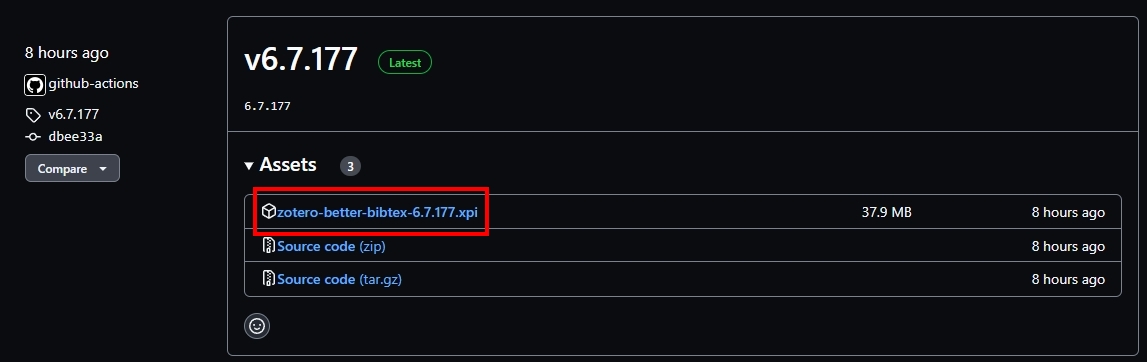 8 hours ago
github-actions
v6.7.177
dbee33a
Compare
v6.7.177 Latest
6.7.177
Assets 3
zotero-better-bibtex-6.7.177.xpi 37.9 MB 8 hours ago
Source code (zip) 8 hours ago
Source code (tar.gz) 8 hours ago